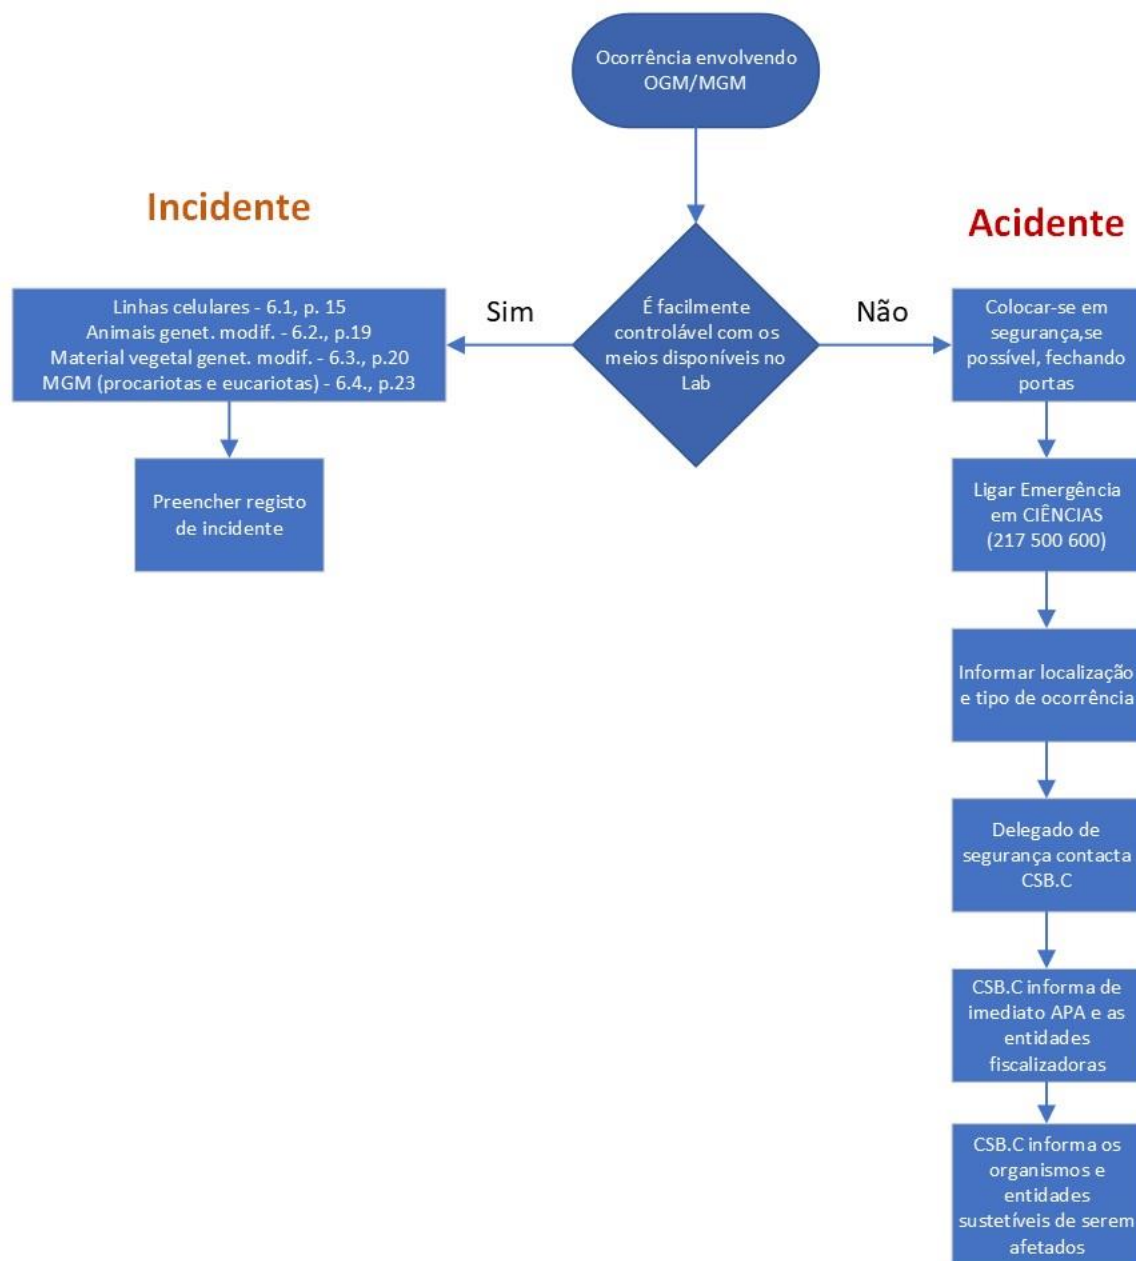 Ocorrência envolvendo
OGM/MGM
Incidente
Acidente
Linhas celulares - 6.1, p. 15
Animais genet. modif. - 6.2., p.19
Material vegetal genet. modif. - 6.3., p.20
MGM (procariotas e eucariotas) - 6.4., p.23
Sim
É facilmente
controlável com os
meios disponíveis no
Lab
Não
Colocar-se em
segurança,se
possível, fechando
portas
Preencher registo
de incidente
Ligar Emergência
em CIÊNCIAS
(217 500 600)
Informar localização
e tipo de ocorrência
Delegado de
segurança contacta
CSB.C
CSB.C informa de
imediato APA e as
entidades
fiscalizadoras
CSB.C informa os
organismos e
entidades
sustetíveis de serem
afetados